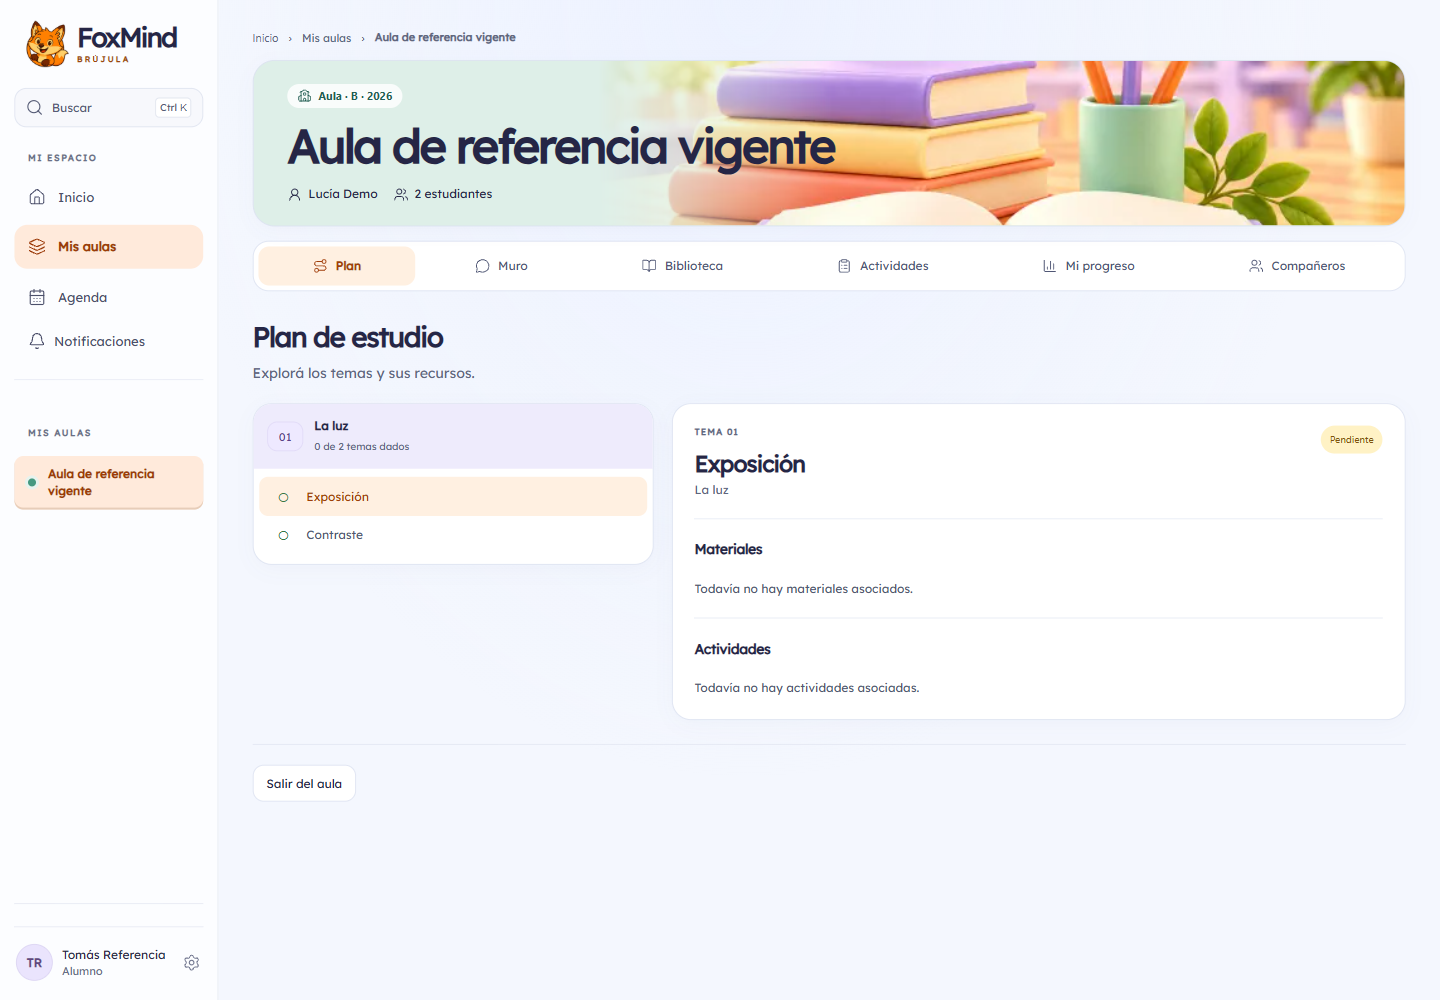 FoxMind
BRÚJULA
Buscar
Ctrl K
MI ESPACIO
Inicio
Mis aulas
Agenda
Notificaciones
MIS AULAS
Aula de referencia
vigente
TR
Tomás Referencia
Alumno
Inicio › Mis aulas › Aula de referencia vigente
Aula · B · 2026
Aula de referencia vigente
Lucía Demo
2 estudiantes
Plan
Muro
Biblioteca
Actividades
Mi progreso
Compañeros
Plan de estudio
Explorá los temas y sus recursos.
01
La luz
0 de 2 temas dados
Exposición
Contraste
TEMA 01
Pendiente
Exposición
La luz
Materiales
Todavía no hay materiales asociados.
Actividades
Todavía no hay actividades asociadas.
Salir del aula